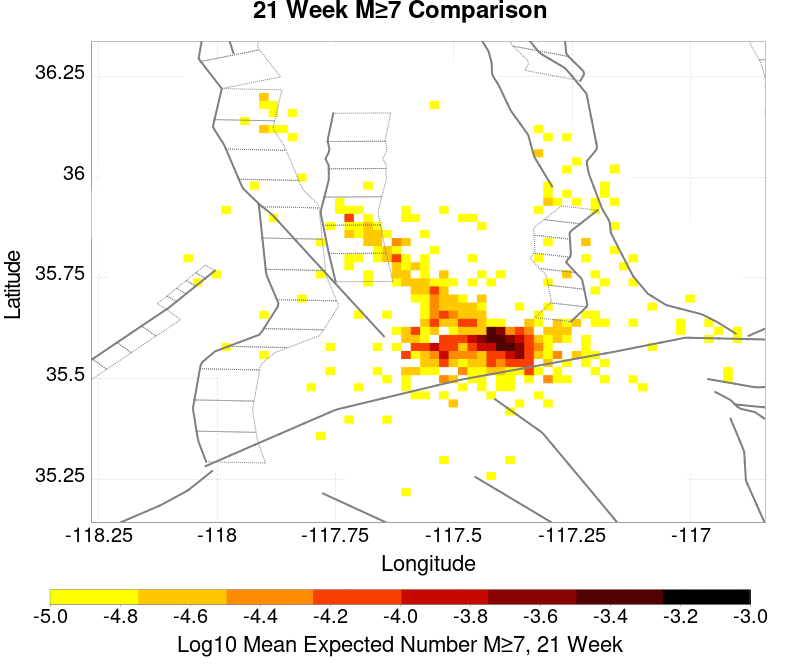 21 Week M≥7 Comparison
36.25
36
35.75
35.5
35.25
Latitude
-118.25 -118 -117.75 -117.5 -117.25 -117
Longitude
-5.0 -4.8 -4.6 -4.4 -4.2 -4.0 -3.8 -3.6 -3.4 -3.2 -3.0
Log10 Mean Expected Number M≥7, 21 Week